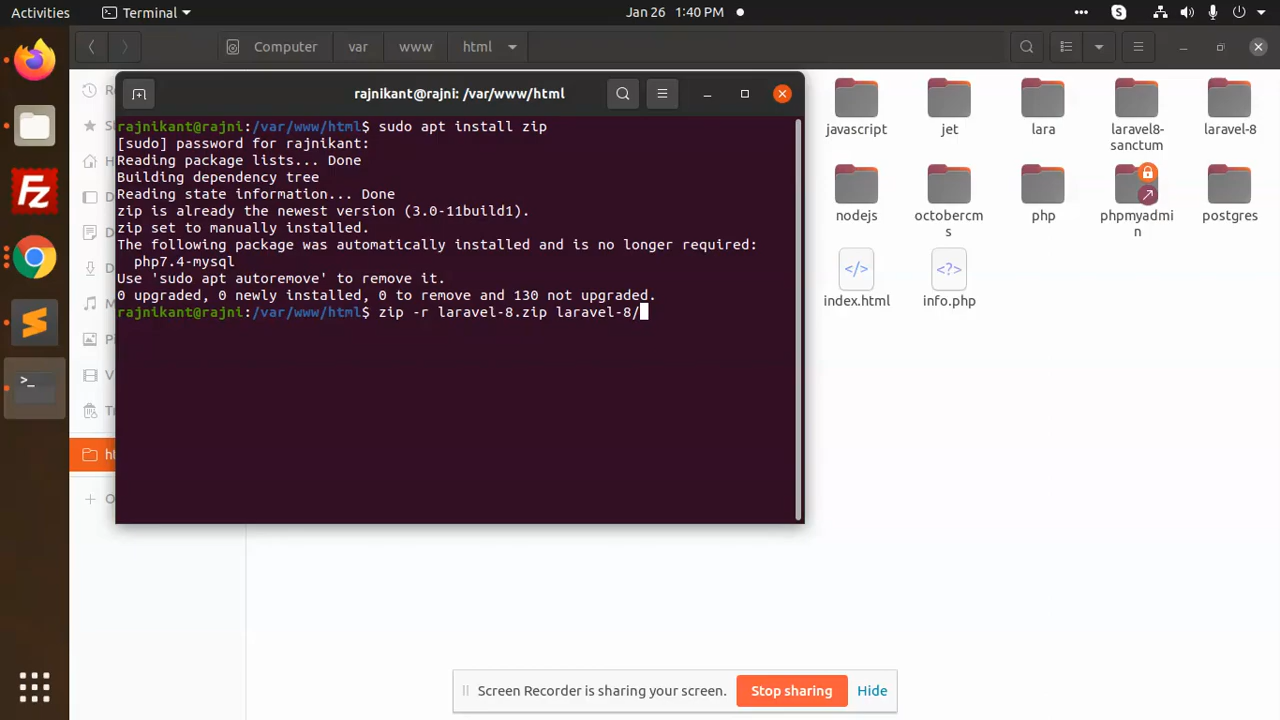 Activities
Terminal
Jan 26 1:40 PM
Computer
var
www
html
rajnikant@rajni: /var/www/html
rajnikant@rajni:/var/www/html$ sudo apt install zip
[sudo] password for rajnikant:
Reading package lists... Done
Building dependency tree
Reading state information... Done
zip is already the newest version (3.0-11build1).
zip set to manually installed.
The following package was automatically installed and is no longer required:
php7.4-mysql
Use 'sudo apt autoremove' to remove it.
0 upgraded, 0 newly installed, 0 to remove and 130 not upgraded.
rajnikant@rajni:/var/www/html$ zip -r laravel-8.zip laravel-8/
javascript
jet
lara
laravel8-
sanctum
laravel-8
nodejs
octobercm
s
php
phpmyadmi
n
postgres
index.html
info.php
Screen Recorder is sharing your screen.
Stop sharing
Hide